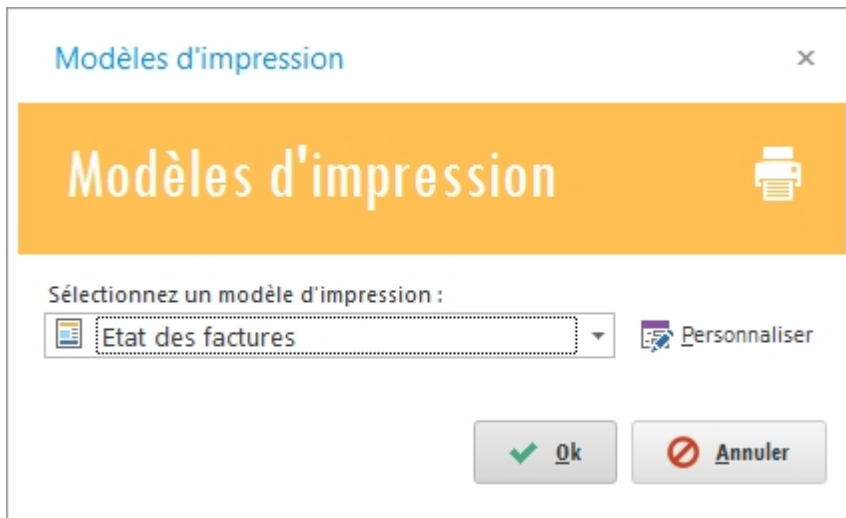 Modèles d'impression
Modèles d'impression
Sélectionnez un modèle d'impression :
Etat des factures
Personnaliser
Ok
Annuler